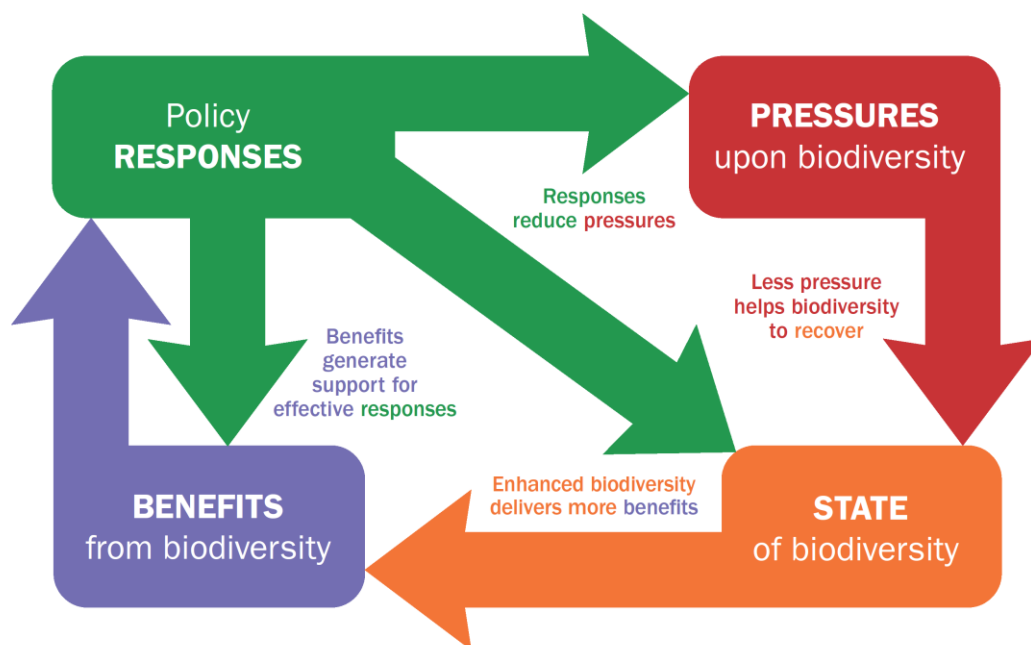 Policy
RESPONSES
PRESSURES
upon biodiversity
Responses
reduce pressures
Less pressure
helps biodiversity
to recover
Benefits
generate
support for
effective responses
Enhanced biodiversity
delivers more benefits
BENEFITS
from biodiversity
STATE
of biodiversity